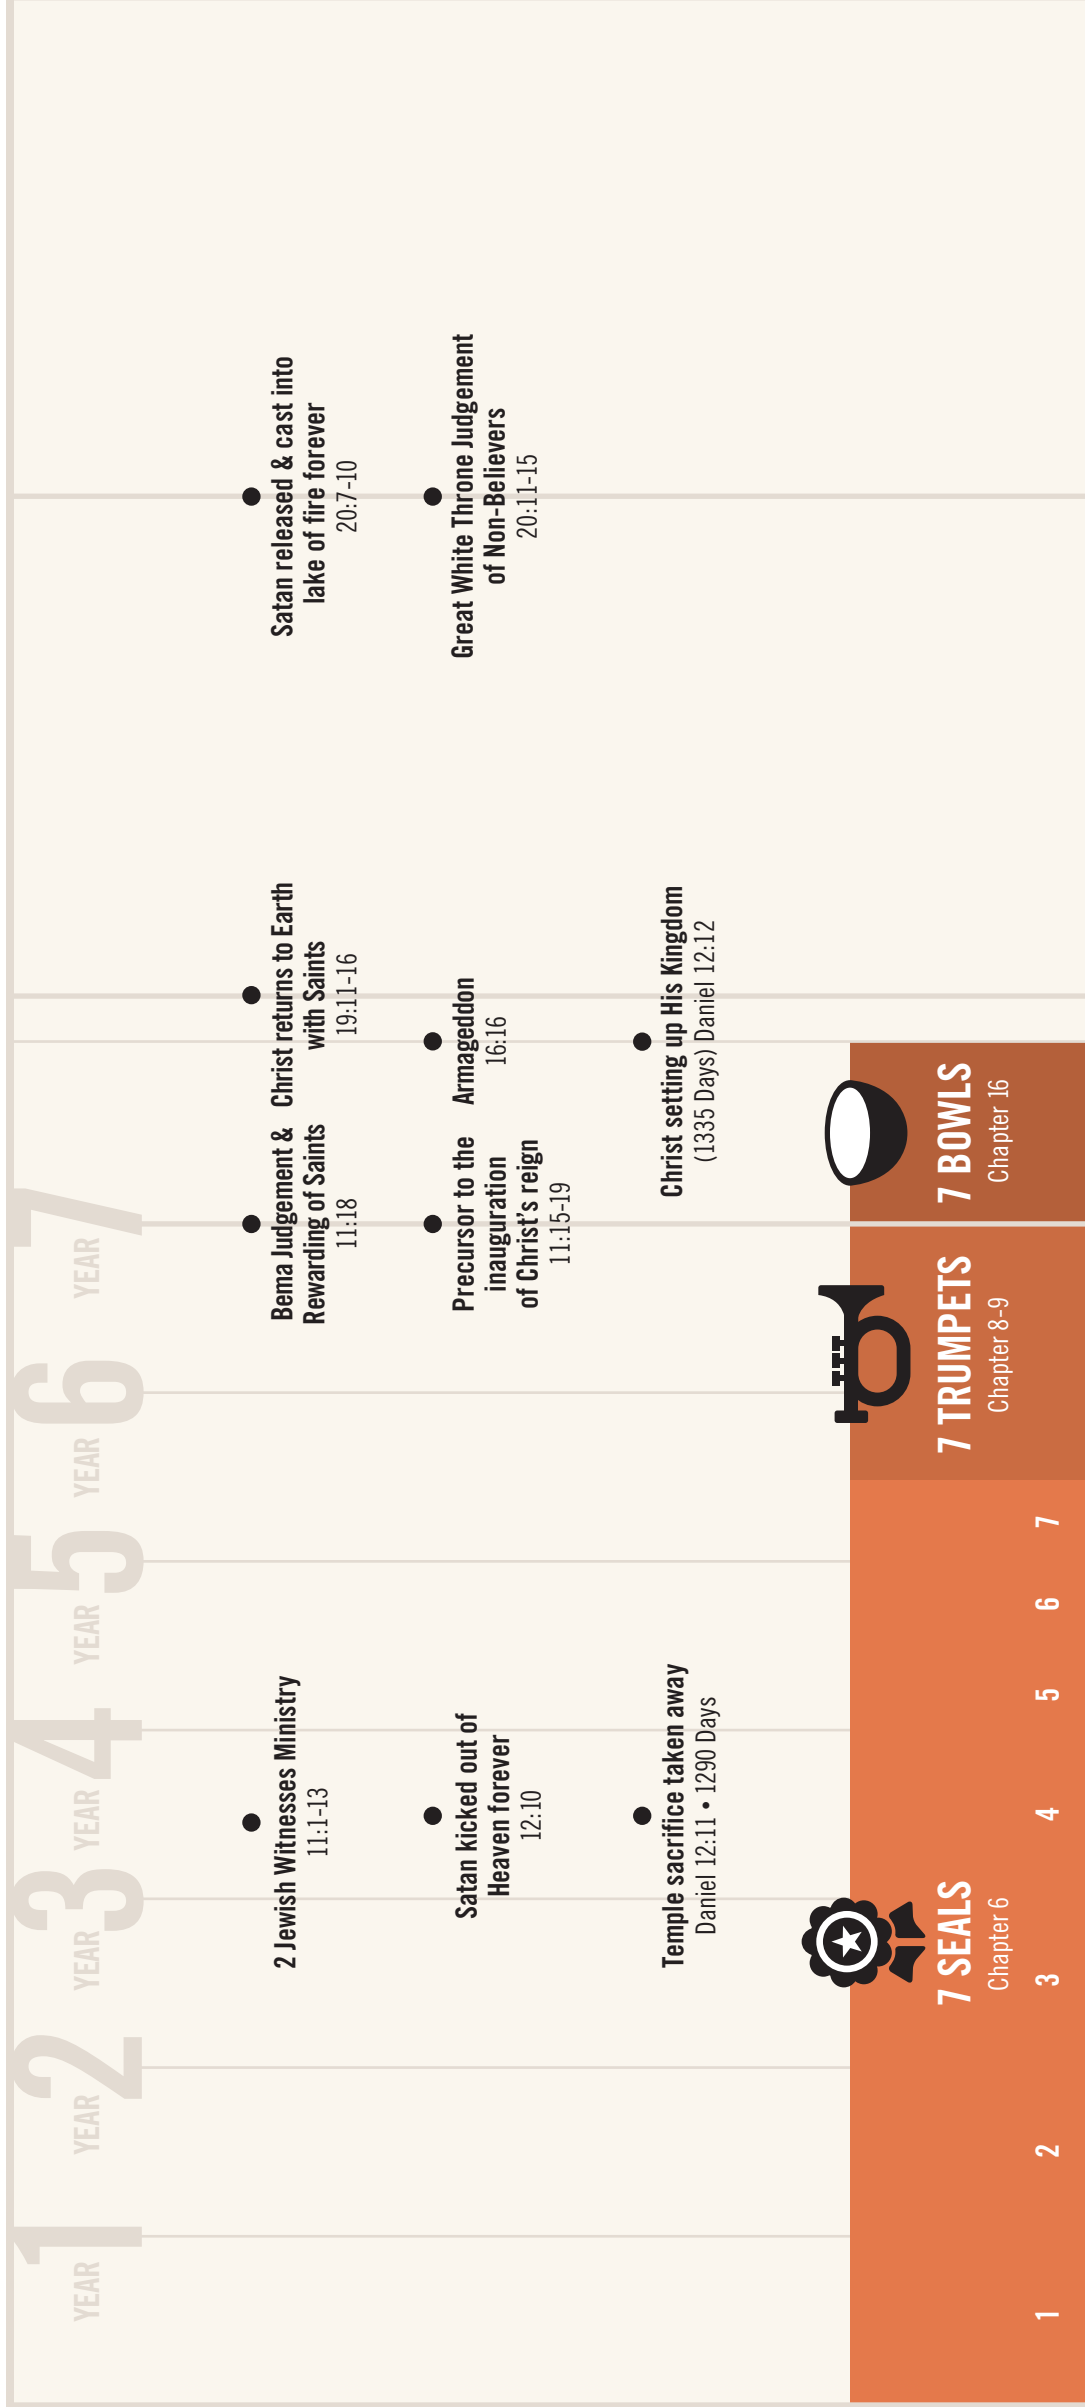 YEAR 1
YEAR 2
YEAR 3
YEAR 4
YEAR 5
YEAR 6
YEAR 7
2 Jewish Witnesses Ministry
11:1-13
Bema Judgement &
Rewarding of Saints
11:18
Christ returns to Earth
with Saints
19:11-16
Satan released & cast into
lake of fire forever
20:7-10
Satan kicked out of
Heaven forever
12:10
Precursor to the
inauguration
of Christ’s reign
11:15-19
Armageddon
16:16
Great White Throne Judgement
of Non-Believers
20:11-15
Temple sacrifice taken away
Daniel 12:11 • 1290 Days
Christ setting up His Kingdom
(1335 Days) Daniel 12:12
7 SEALS
Chapter 6
7 TRUMPETS
Chapter 8-9
7 BOWLS
Chapter 16
1 2 3 4 5 6 7